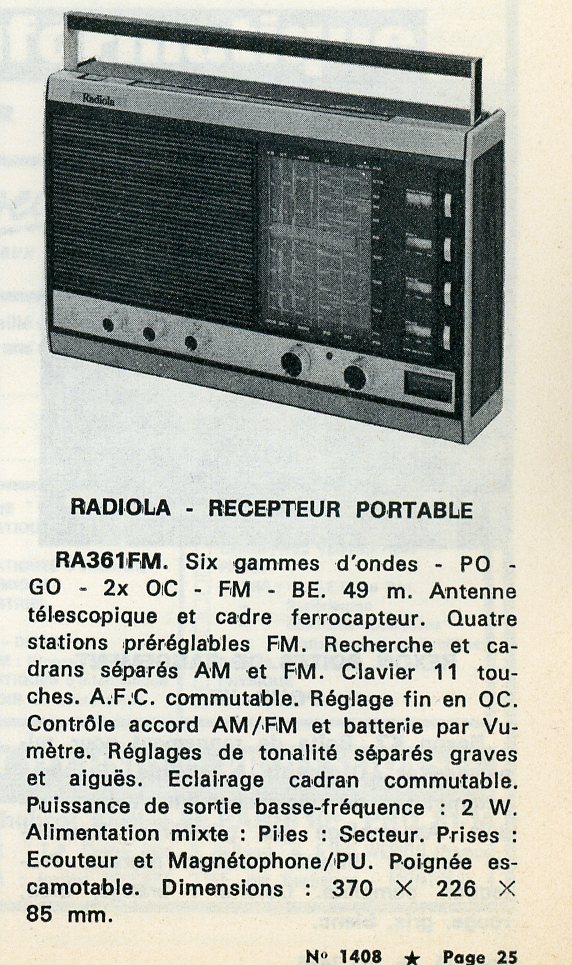 Radiola
RADIOLA - RECEPTEUR PORTABLE
RA361FM. Six gammes d'ondes - PO -
GO - 2x OC - FM - BE. 49 m. Antenne
télescopique et cadre ferrocapteur. Quatre
stations préréglables FM. Recherche et ca-
drans séparés AM et FM. Clavier 11 tou-
ches. A.F.C. commutable. Réglage fin en OC.
Contrôle accord AM/FM et batterie par Vu-
mètre. Réglages de tonalité séparés graves
et aiguës. Eclairage cadran commutable.
Puissance de sortie basse-fréquence : 2 W.
Alimentation mixte : Piles : Secteur. Prises :
Ecouteur et Magnétophone/PU. Poignée es-
camotable. Dimensions : 370 × 226 ×
85 mm.
Nº 1408 ★ Page 25